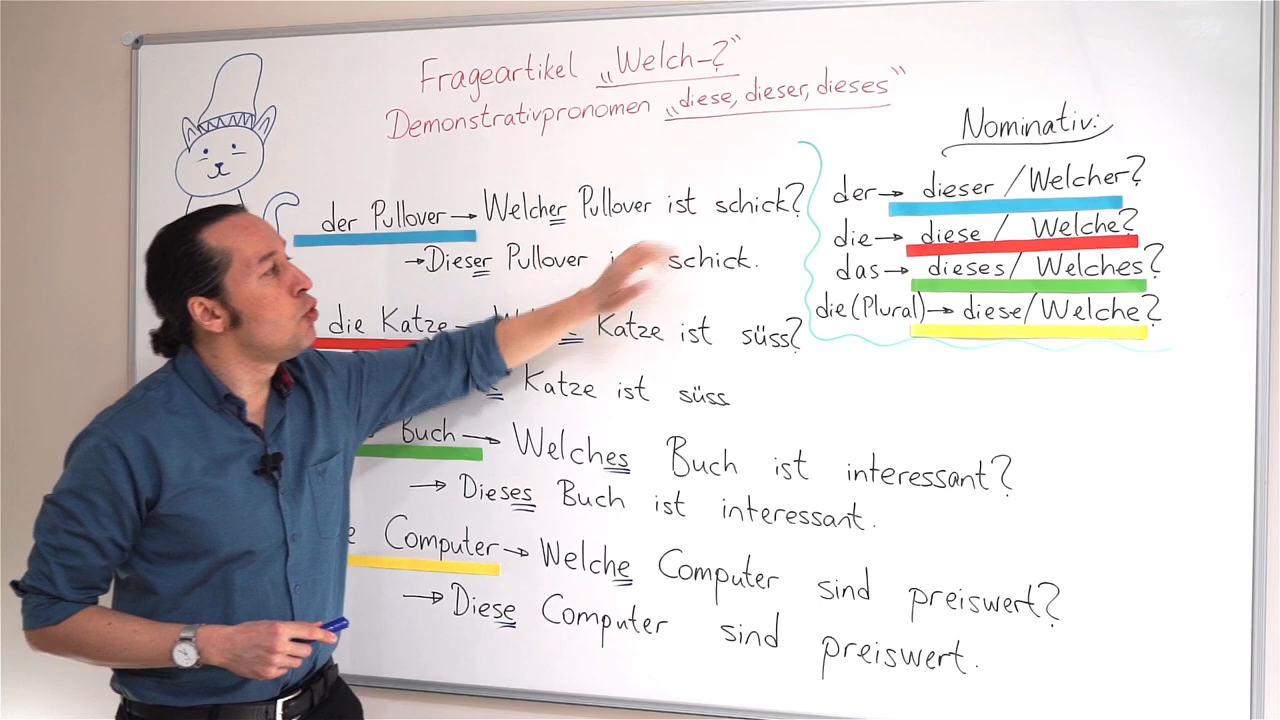 Frageartikel „Welch-?"
Demonstrativpronomen „diese, dieser, dieses"
der Pullover → Welcher Pullover ist schick?
→ Dieser Pullover schick.
die Katze → Katze ist süss?
Katze ist süss
Buch → Welches Buch ist interessant?
→ Dieses Buch ist interessant.
Computer → Welche Computer sind preiswert?
→ Diese Computer sind preiswert.
Nominativ:
der → dieser / Welcher?
die → diese / Welche?
das → dieses / Welches?
die (Plural) → diese / Welche?